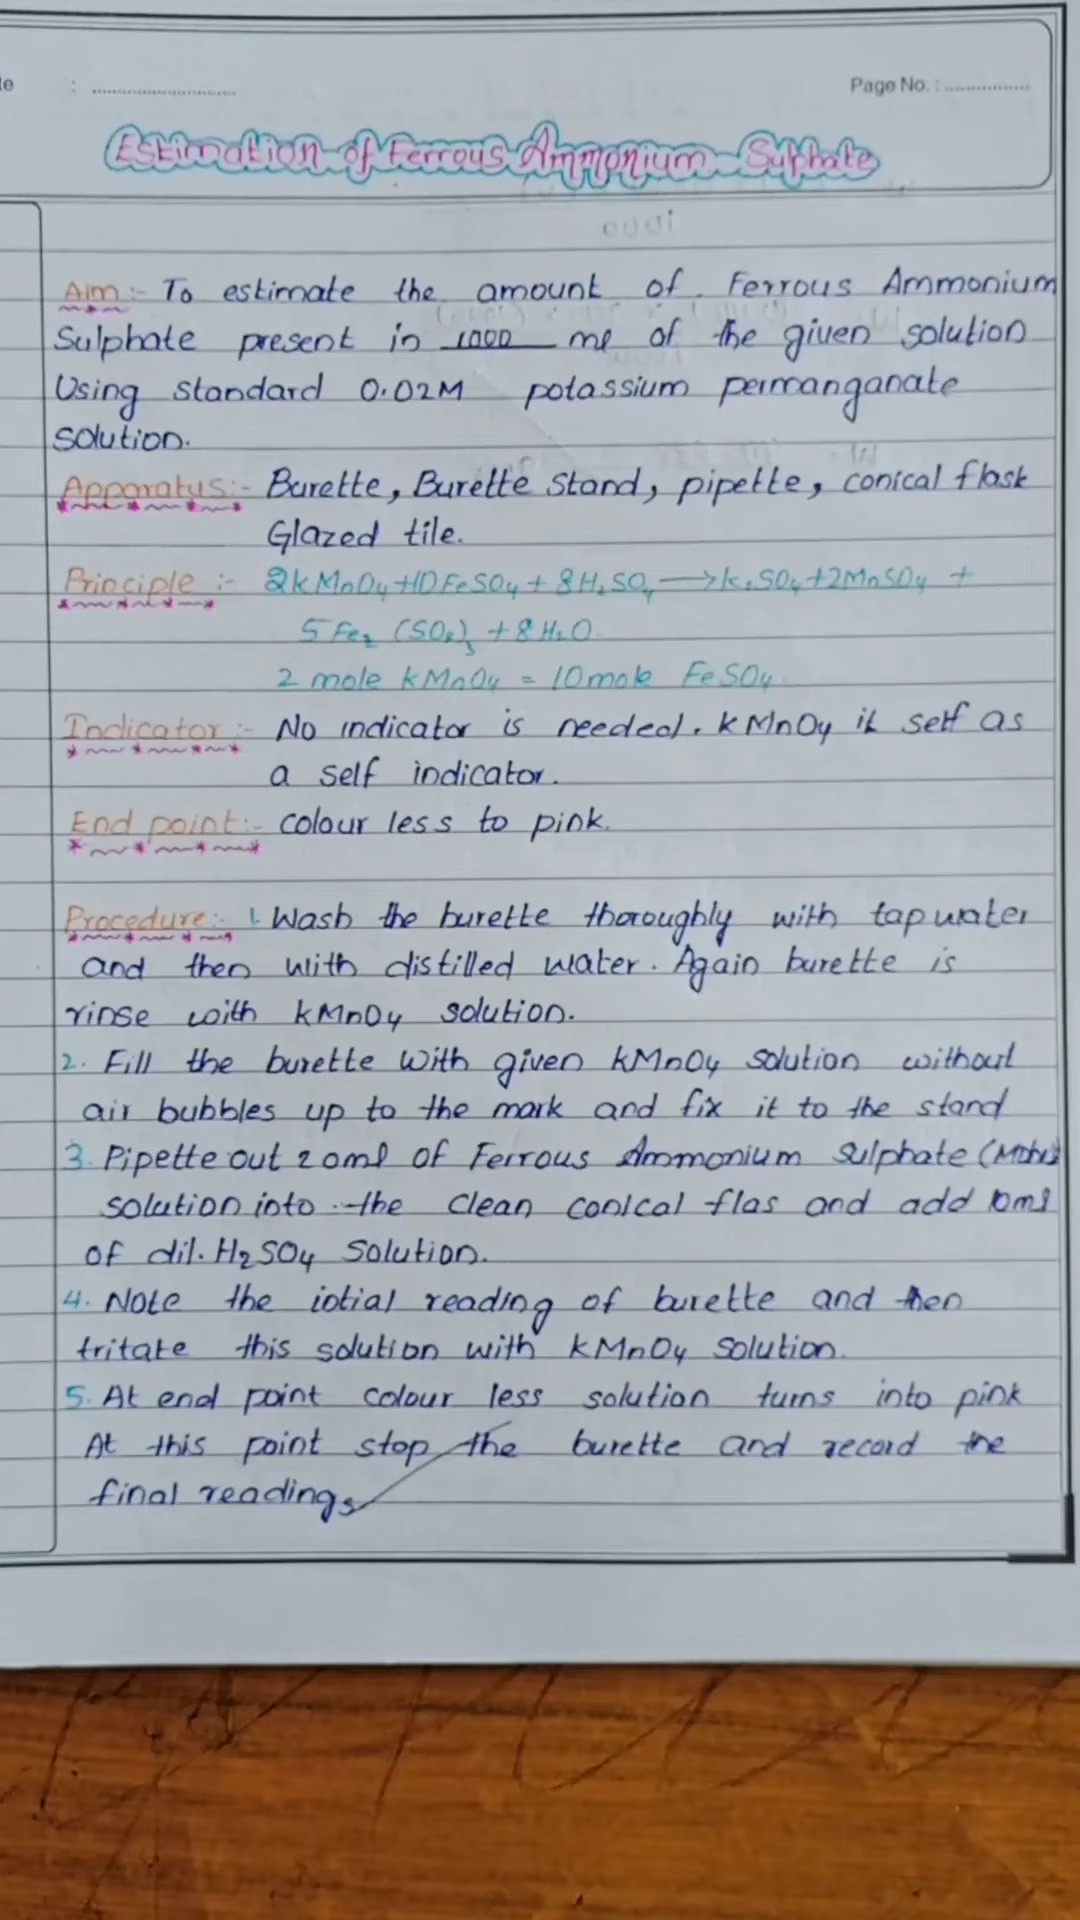 te : ........................ Page No. : ................
Estimation of Ferrous Ammonium Sulphate
Aim :- To estimate the amount of Ferrous Ammonium
Sulphate present in 1000 ml of the given solution
Using standard 0.02M potassium permanganate
solution.
Apparatus:- Burette, Burette Stand, pipette, conical flask
Glazed tile.
Principle :- 2kMnO4+10FeSO4+8H2SO4 → k2SO4+2MnSO4 +
5Fe2 (SO4)3 +8H2O.
2 mole kMnO4 = 10mole FeSO4
Indicator :- No indicator is needed. kMnO4 it self as
a self indicator.
End point:- colour less to pink.
Procedure:- 1. Wash the burette thoroughly with tap water
and then with distilled water. Again burette is
rinse with kMnO4 solution.
2. Fill the burette with given kMnO4 solution without
air bubbles up to the mark and fix it to the stand
3. Pipette out 20ml of Ferrous Ammonium Sulphate (Mohr's)
solution into the clean conical flas and add 10ml
of dil. H2SO4 solution.
4. Note the intial reading of burette and then
tritate this solution with kMnO4 solution.
5. At end point colour less solution turns into pink
At this point stop the burette and record the
final readings